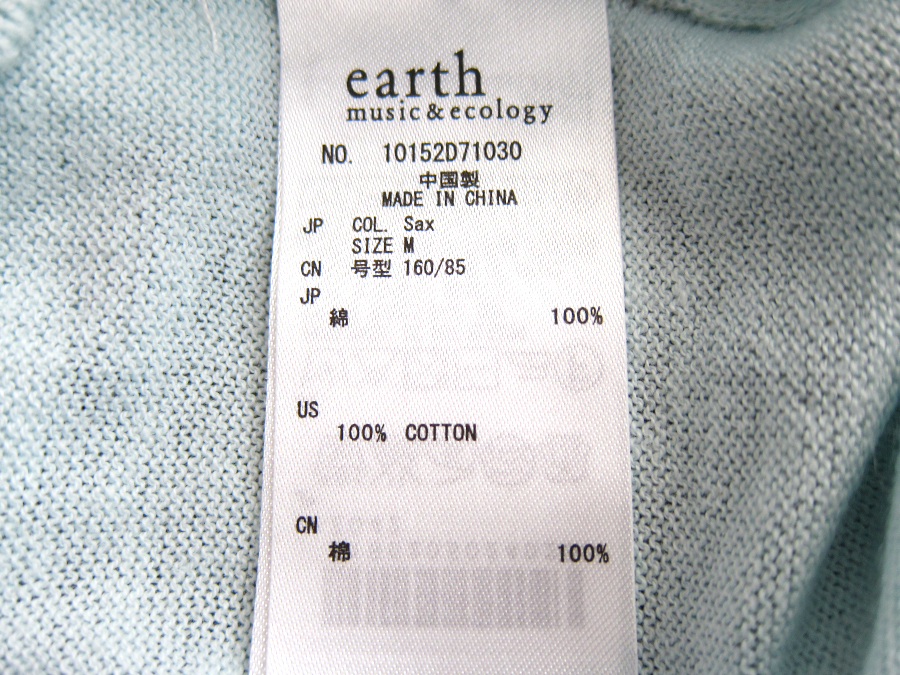 earth
music & ecology
NO. 10152D71030
中国製
MADE IN CHINA
JP COL. Sax
SIZE M
CN 号型 160/85
JP
綿 100%
US
100% COTTON
CN
棉 100%